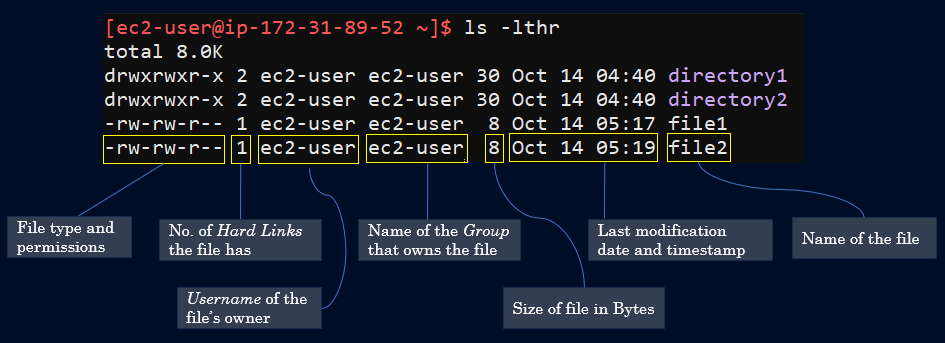 [ec2-user@ip-172-31-89-52 ~]$ ls -lthr
total 8.0K
drwxrwxr-x 2 ec2-user ec2-user 30 Oct 14 04:40 directory1
drwxrwxr-x 2 ec2-user ec2-user 30 Oct 14 04:40 directory2
-rw-rw-r-- 1 ec2-user ec2-user  8 Oct 14 05:17 file1
-rw-rw-r-- 1 ec2-user ec2-user  8 Oct 14 05:19 file2
File type and
permissions
No. of Hard Links
the file has
Name of the Group
that owns the file
Last modification
date and timestamp
Name of the file
Username of the
file's owner
Size of file in Bytes